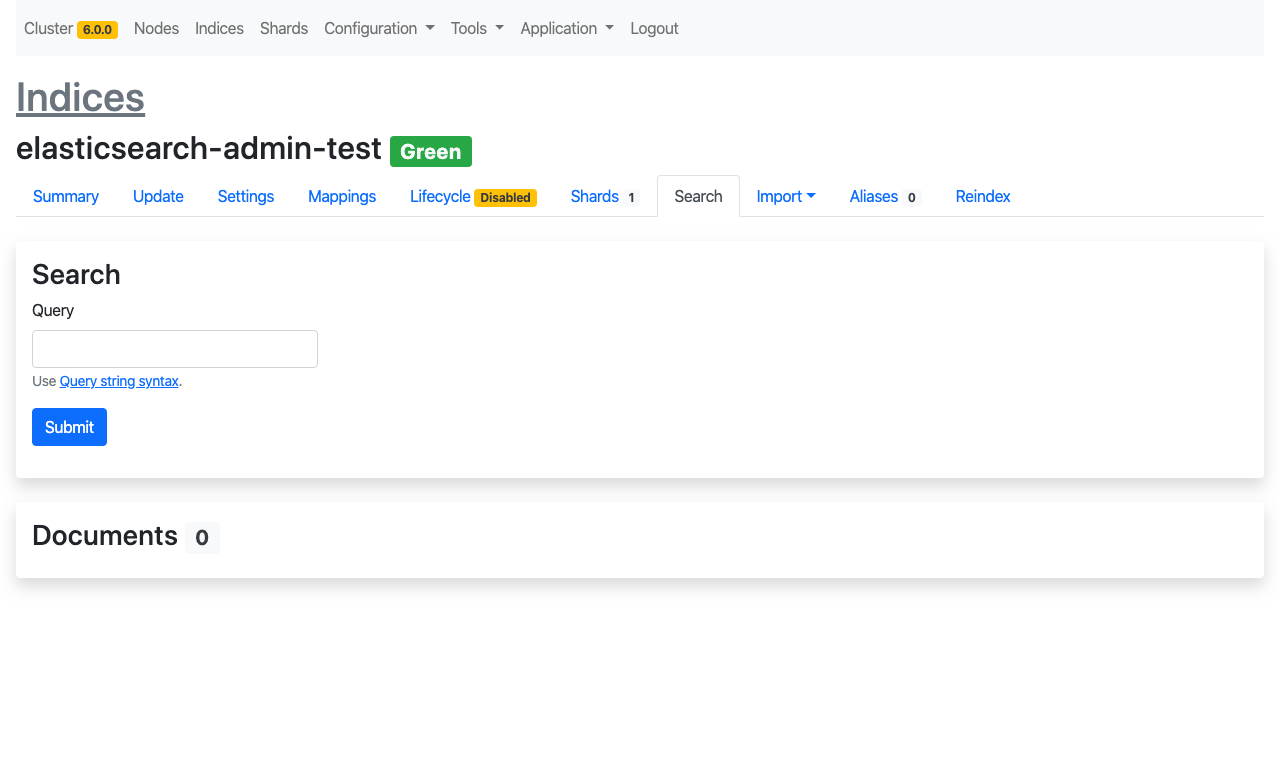 Cluster 6.0.0 Nodes Indices Shards Configuration Tools Application Logout
Indices
elasticsearch-admin-test Green
Summary Update Settings Mappings Lifecycle Disabled Shards 1 Search Import Aliases 0 Reindex
Search
Query
Use Query string syntax.
Submit
Documents 0